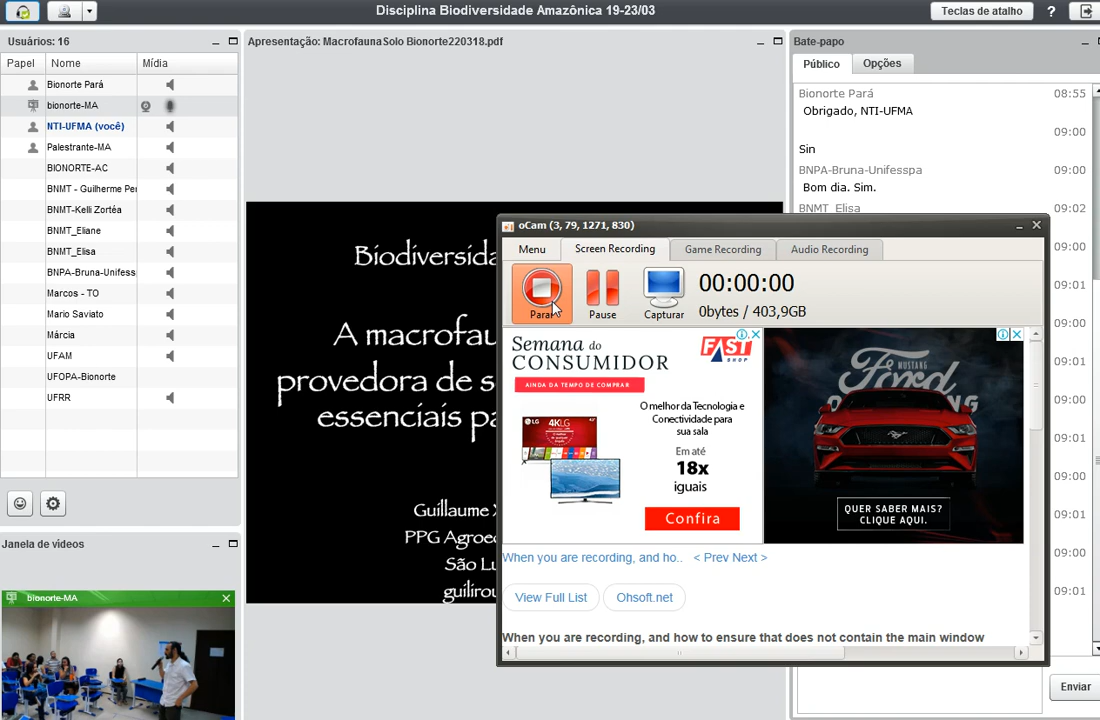 Disciplina Biodiversidade Amazônica 19-23/03
Teclas de atalho
?
Usuários: 16
Papel Nome Mídia
Bionorte Pará
bionorte-MA
NTI-UFMA (você)
Palestrante-MA
BIONORTE-AC
BNMT - Guilherme Per
BNMT-Kelli Zortéa
BNMT_Eliane
BNMT_Elisa
BNPA-Bruna-Unifess
Marcos - TO
Mario Saviato
Márcia
UFAM
UFOPA-Bionorte
UFRR
Janela de vídeos
bionorte-MA
Apresentação: MacrofaunaSolo Bionorte220318.pdf
Biodiversida
A macrofau
provedora de s
essenciais pa
Guillaume X
PPG Agroec
São Lu
guilirou
oCam (3, 79, 1271, 830)
Menu Screen Recording Game Recording Audio Recording
Parar Pause Capturar
00:00:00
0bytes / 403,9GB
Semana do
CONSUMIDOR
AINDA DA TEMPO DE COMPRAR
FAST
SHOP
LG 4K LG
O melhor da Tecnologia e
Conectividade para
sua sala
Em até
18x
iguais
Confira
MUSTANG
Ford
QUER SABER MAIS?
CLIQUE AQUI.
When you are recording, and ho.. < Prev Next >
View Full List Ohsoft.net
When you are recording, and how to ensure that does not contain the main window
Bate-papo
Público Opções
Bionorte Pará 08:55
Obrigado, NTI-UFMA
09:00
Sin
BNPA-Bruna-Unifesspa 09:00
Bom dia. Sim.
BNMT_Elisa 09:02
09:00
09:01
09:00
09:01
09:00
09:01
09:00
09:01
09:00
09:01
Enviar